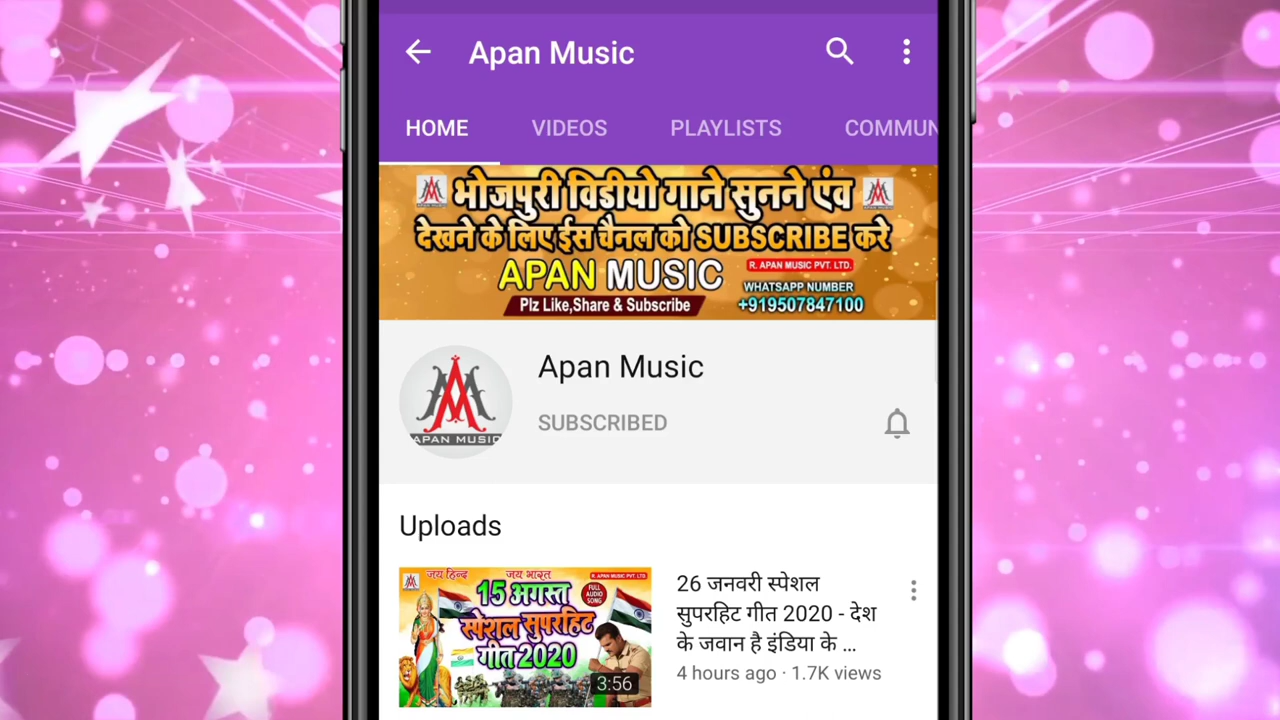 Apan Music
HOME VIDEOS PLAYLISTS COMMUN
भोजपुरी विडीयो गाने सुनने एंव
देखने के लिए ईस चैनल को SUBSCRIBE करे
APAN MUSIC
R. APAN MUSIC PVT. LTD.
Plz Like,Share & Subscribe
WHATSAPP NUMBER
+919507847100
Apan Music
SUBSCRIBED
APAN MUSIC
Uploads
जय हिन्द जय भारत
R. APAN MUSIC PVT. LTD
15 अगस्त
FULL
AUDIO
SONG
स्पेशल सुपरहिट
गीत 2020
3:56
26 जनवरी स्पेशल
सुपरहिट गीत 2020 - देश
के जवान है इंडिया के ...
4 hours ago · 1.7K views